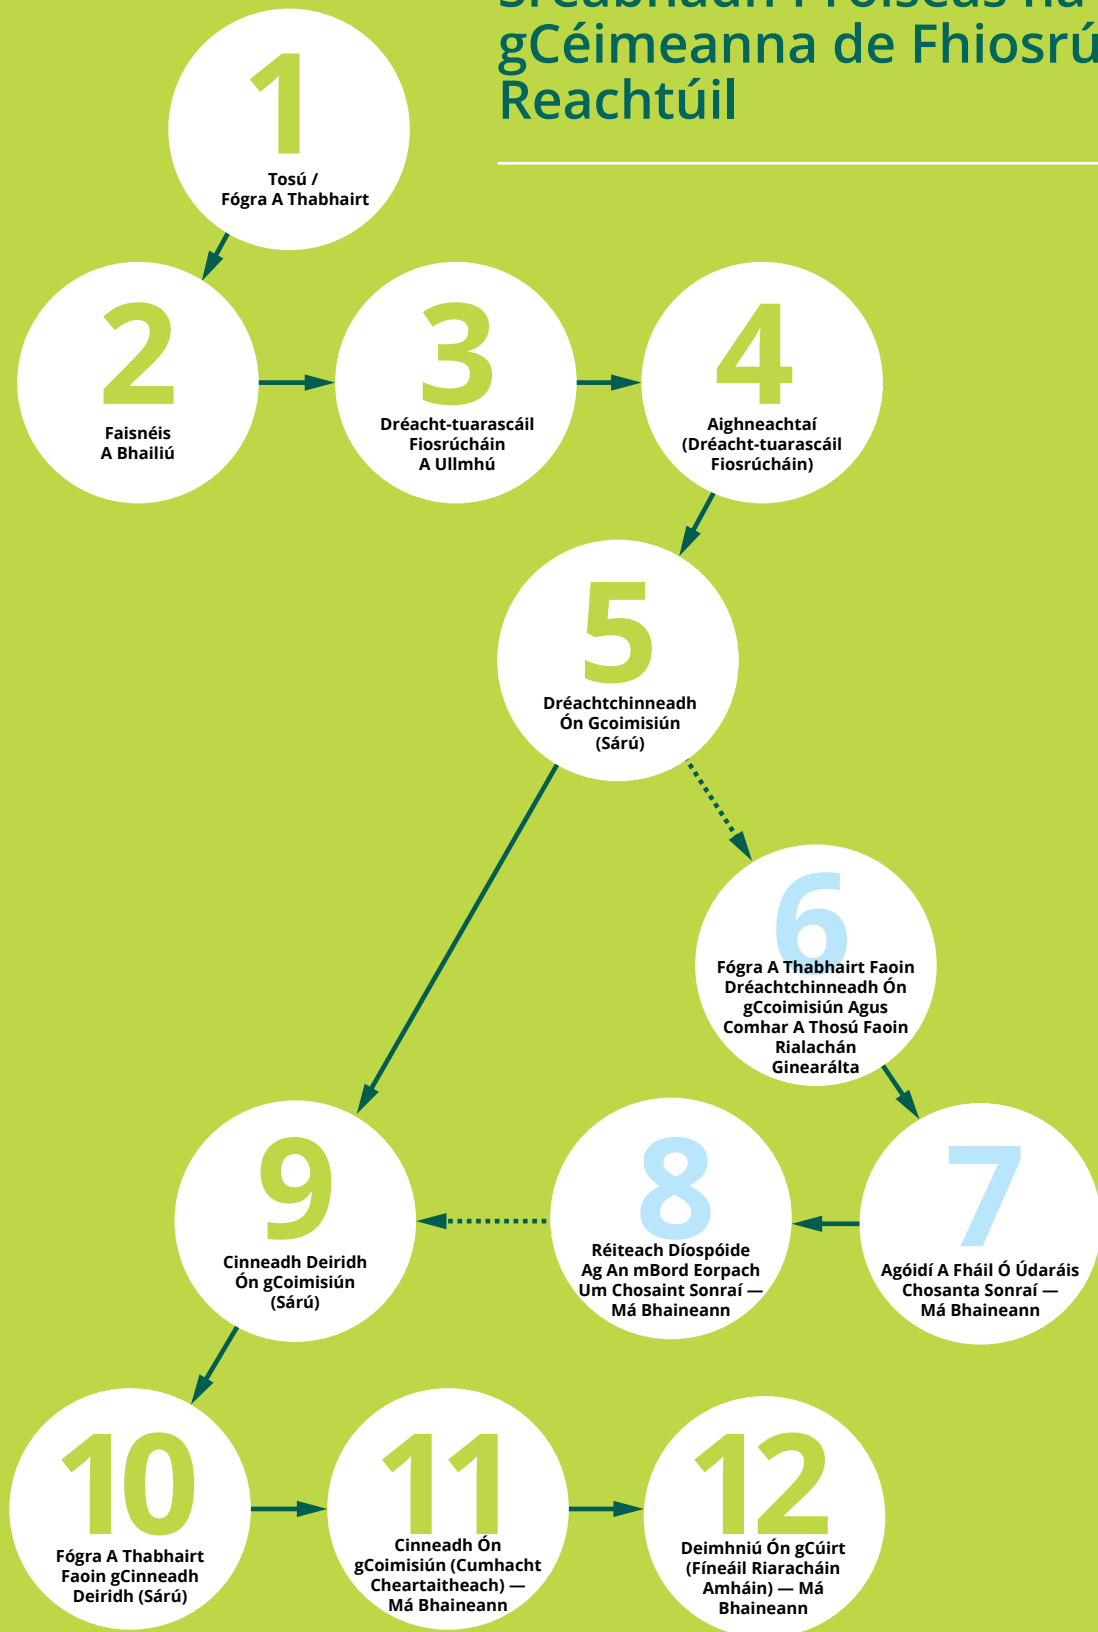 gCéimeanna de
Reachtúil
1
Tosú /
Fógra A Thabhairt
2
Faisnéis
A Bhailiú
3
Dréacht-tuarascáil
Fiosrúcháin
A Ullmhú
4
Aighneachtaí
(Dréacht-tuarascáil
Fiosrúcháin)
5
Dréachtchinneadh
Ón Gcoimisiún
(Sárú)
6
Fógra A Thabhairt Faoin
Dréachtchinneadh Ón
gCcoimisiún Agus
Comhar A Thosú Faoin
Rialachán
Ginearálta
7
Agóidí A Fháil Ó Údaráis
Chosanta Sonraí —
Má Bhaineann
8
Réiteach Díospóide
Ag An mBord Eorpach
Um Chosaint Sonraí —
Má Bhaineann
9
Cinneadh Deiridh
Ón gCoimisiún
(Sárú)
10
Fógra A Thabhairt
Faoin gCinneadh
Deiridh (Sárú)
11
Cinneadh Ón
gCoimisiún (Cumhacht
Cheartaitheach) —
Má Bhaineann
12
Deimhniú Ón gCúirt
(Fíneáil Riaracháin
Amháin) — Má
Bhaineann